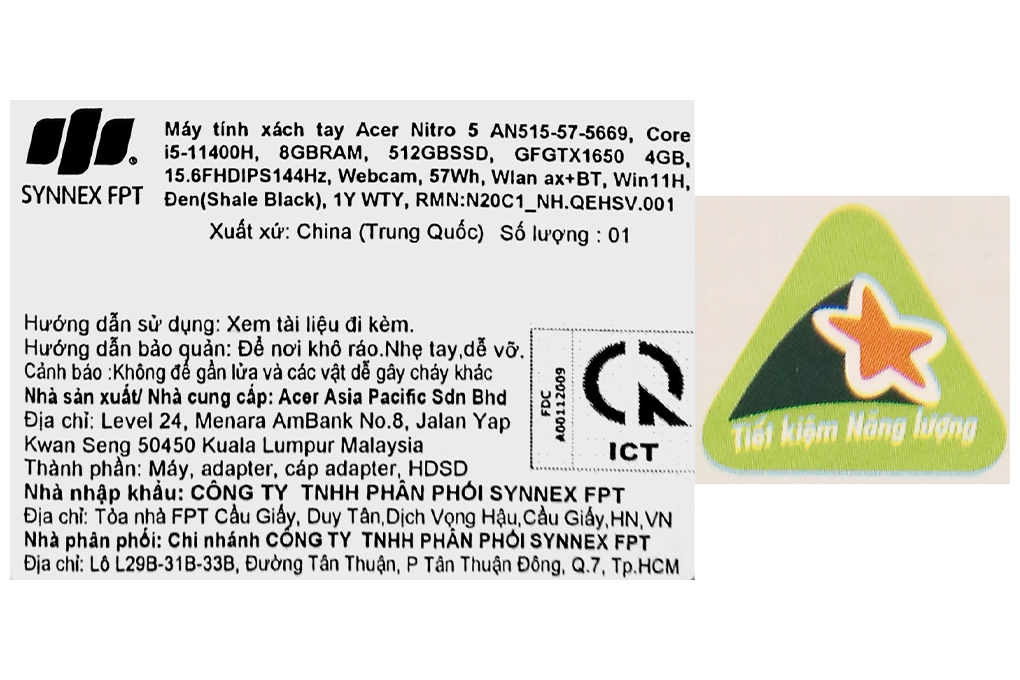 SYNNEX FPT
Máy tính xách tay Acer Nitro 5 AN515-57-5669, Core
i5-11400H, 8GBRAM, 512GBSSD, GFGTX1650 4GB,
15.6FHDIPS144Hz, Webcam, 57Wh, Wlan ax+BT, Win11H,
Đen(Shale Black), 1Y WTY, RMN:N20C1_NH.QEHSV.001
Xuất xứ: China (Trung Quốc) Số lượng : 01
Hướng dẫn sử dụng: Xem tài liệu đi kèm.
Hướng dẫn bảo quản: Để nơi khô ráo.Nhẹ tay,dễ vỡ.
Cảnh báo :Không để gần lửa và các vật dễ gây cháy khác
Nhà sản xuất/ Nhà cung cấp: Acer Asia Pacific Sdn Bhd
Địa chỉ: Level 24, Menara AmBank No.8, Jalan Yap
Kwan Seng 50450 Kuala Lumpur Malaysia
Thành phần: Máy, adapter, cáp adapter, HDSD
Nhà nhập khẩu: CÔNG TY TNHH PHÂN PHỐI SYNNEX FPT
Địa chỉ: Tòa nhà FPT Cầu Giấy, Duy Tân,Dịch Vọng Hậu,Cầu Giấy,HN,VN
Nhà phân phối: Chi nhánh CÔNG TY TNHH PHÂN PHỐI SYNNEX FPT
Địa chỉ: Lô L29B-31B-33B, Đường Tân Thuận, P Tân Thuận Đông, Q.7, Tp.HCM
FDC
A00112009
ICT
Tiết kiệm Năng lượng